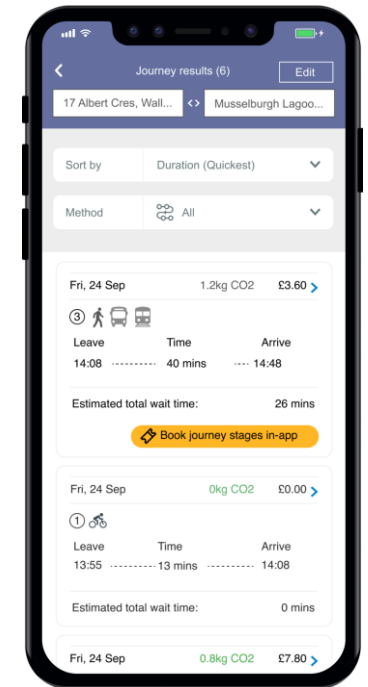 Journey results (6)
Edit
17 Albert Cres, Wall...
Musselburgh Lagoo...
Sort by Duration (Quickest)
Method All
Fri, 24 Sep 1.2kg CO2 £3.60
3
Leave Time Arrive
14:08 40 mins 14:48
Estimated total wait time: 26 mins
Book journey stages in-app
Fri, 24 Sep 0kg CO2 £0.00
1
Leave Time Arrive
13:55 13 mins 14:08
Estimated total wait time: 0 mins
Fri, 24 Sep 0.8kg CO2 £7.80